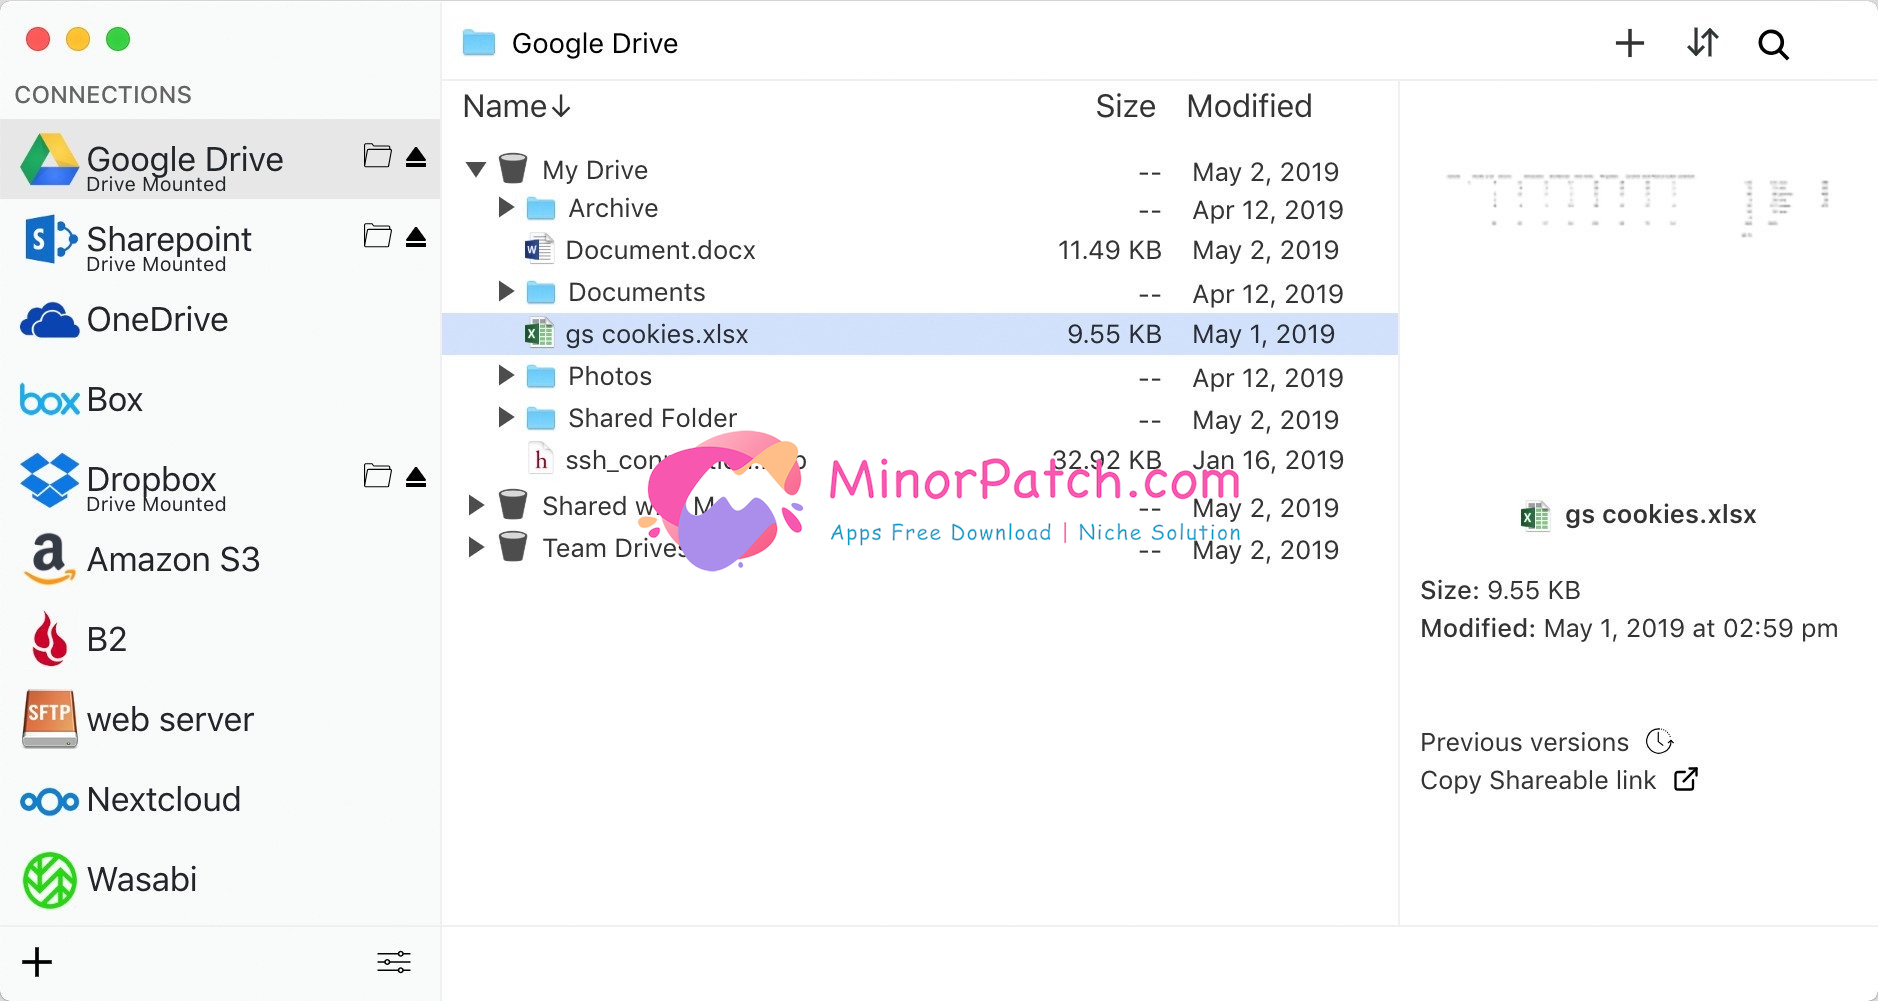 Google Drive
CONNECTIONS
Name Size Modified
Google Drive
Drive Mounted
Sharepoint
Drive Mounted
OneDrive
box Box
Dropbox
Drive Mounted
a Amazon S3
B2
SFTP web server
Nextcloud
Wasabi
My Drive -- May 2, 2019
Archive -- Apr 12, 2019
Document.docx 11.49 KB May 2, 2019
Documents -- Apr 12, 2019
gs cookies.xlsx 9.55 KB May 1, 2019
Photos -- Apr 12, 2019
Shared Folder -- May 2, 2019
h 32.92 KB Jan 16, 2019
Shared -- May 2, 2019
Team Drives -- May 2, 2019
MinorPatch.com
Apps Free Download | Niche Solution
gs cookies.xlsx
Size: 9.55 KB
Modified: May 1, 2019 at 02:59 pm
Previous versions
Copy Shareable link